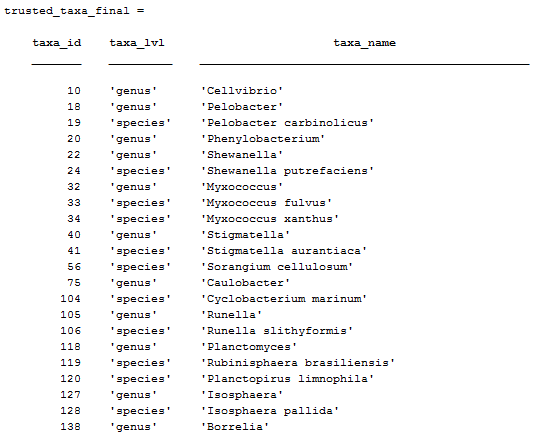 trusted_taxa_final =
taxa_id taxa_lvl taxa_name
10 'genus' 'Cellvibrio'
18 'genus' 'Pelobacter'
19 'species' 'Pelobacter carbinolicus'
20 'genus' 'Phenylobacterium'
22 'genus' 'Shewanella'
24 'species' 'Shewanella putrefaciens'
32 'genus' 'Myxococcus'
33 'species' 'Myxococcus fulvus'
34 'species' 'Myxococcus xanthus'
40 'genus' 'Stigmatella'
41 'species' 'Stigmatella aurantiaca'
56 'species' 'Sorangium cellulosum'
75 'genus' 'Caulobacter'
104 'species' 'Cyclobacterium marinum'
105 'genus' 'Runella'
106 'species' 'Runella slithyformis'
118 'genus' 'Planctomyces'
119 'species' 'Rubinisphaera brasiliensis'
120 'species' 'Planctopirus limnophila'
127 'genus' 'Isosphaera'
128 'species' 'Isosphaera pallida'
138 'genus' 'Borrelia'